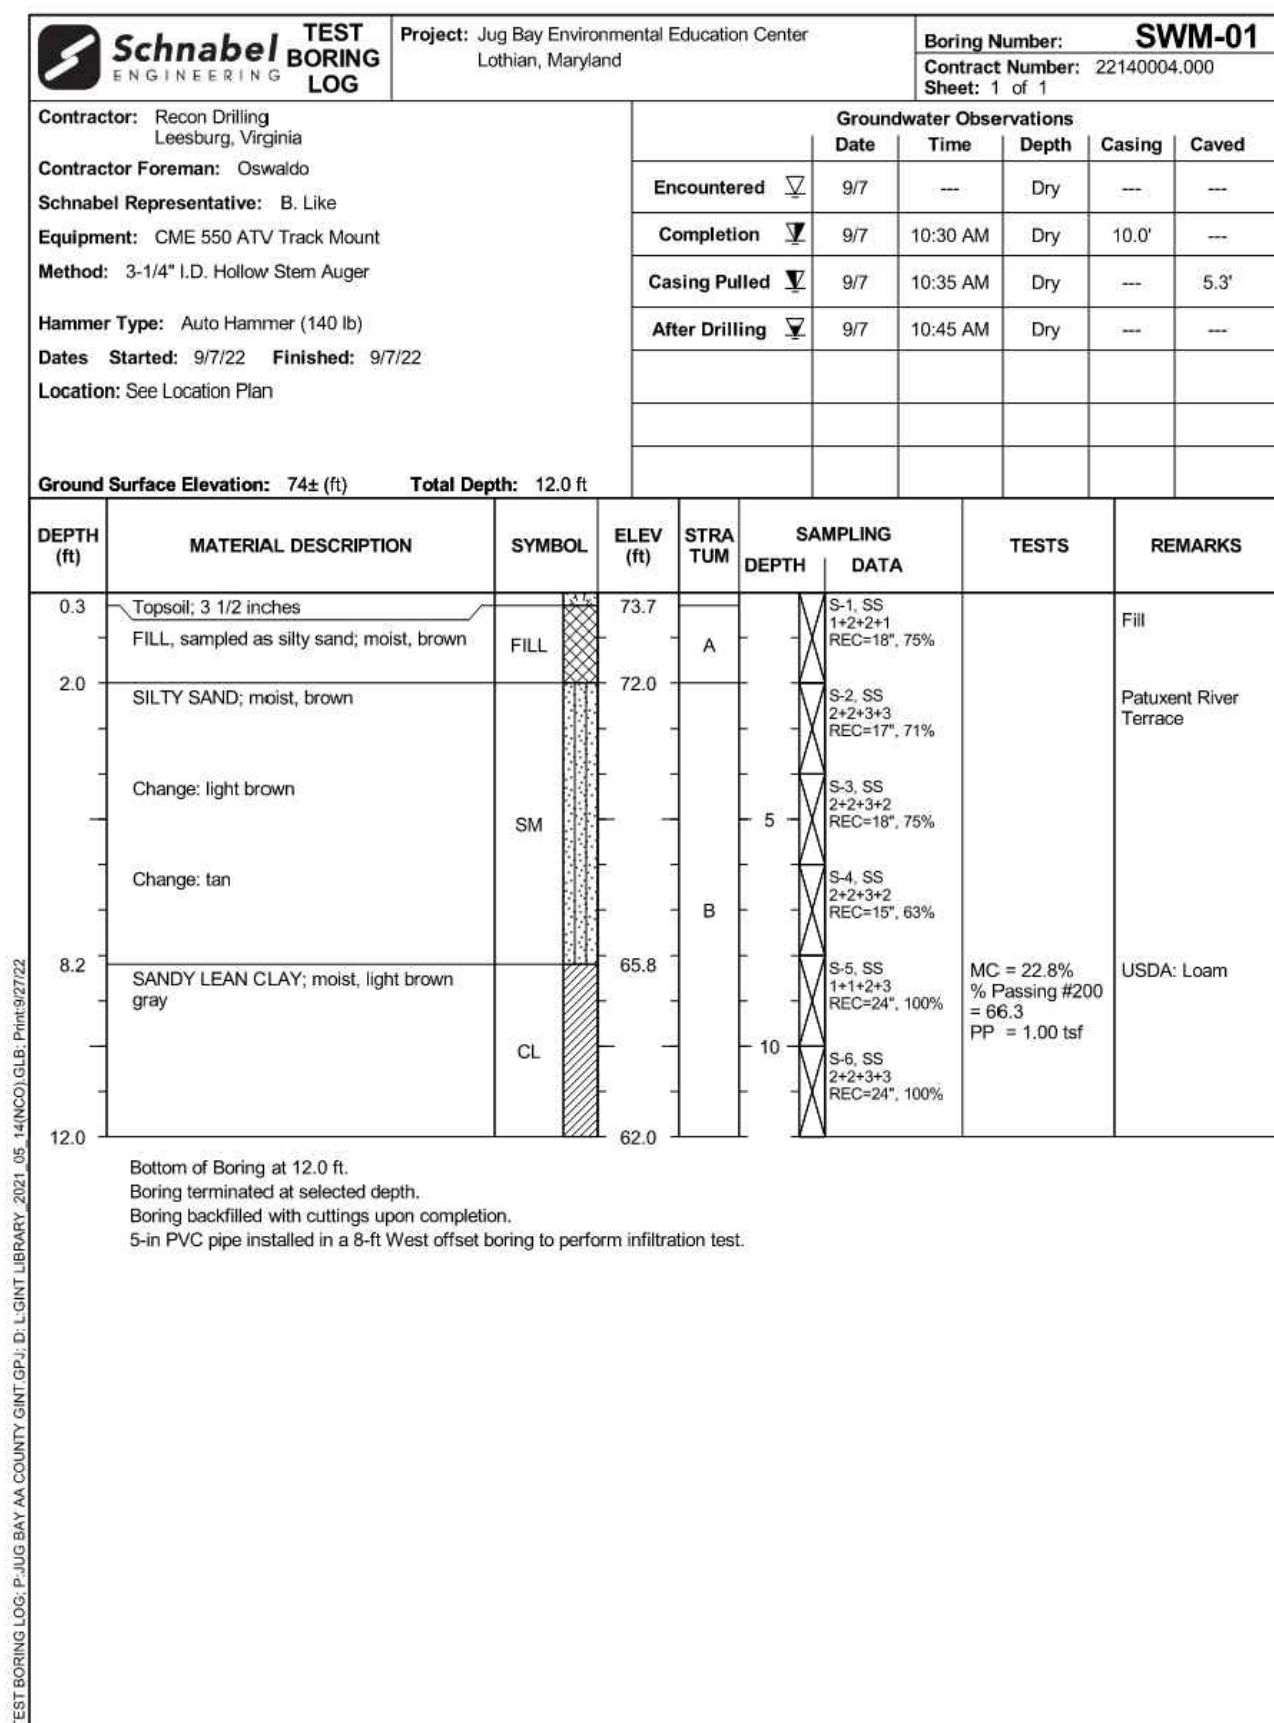 Schnabel
ENGINEERING
TEST
BORING
LOG
Project: Jug Bay Environmental Education Center
Lothian, Maryland
Boring Number: SWM-01
Contract Number: 22140004.000
Sheet: 1 of 1
Contractor: Recon Drilling
Leesburg, Virginia
Contractor Foreman: Oswaldo
Schnabel Representative: B. Like
Equipment: CME 550 ATV Track Mount
Method: 3-1/4" I.D. Hollow Stem Auger
Hammer Type: Auto Hammer (140 lb)
Dates Started: 9/7/22 Finished: 9/7/22
Location: See Location Plan
Ground Surface Elevation: 74± (ft) Total Depth: 12.0 ft
Groundwater Observations
Date Time Depth Casing Caved
Encountered 9/7 --- Dry --- ---
Completion 9/7 10:30 AM Dry 10.0' ---
Casing Pulled 9/7 10:35 AM Dry --- 5.3'
After Drilling 9/7 10:45 AM Dry --- ---
DEPTH
(ft)
MATERIAL DESCRIPTION
SYMBOL
ELEV
(ft)
STRA
TUM
SAMPLING
DEPTH DATA
TESTS
REMARKS
0.3 Topsoil; 3 1/2 inches 73.7
FILL, sampled as silty sand; moist, brown
FILL
A
S-1, SS
1+2+2+1
REC=18", 75%
Fill
2.0 72.0
SILTY SAND; moist, brown
S-2, SS
2+2+3+3
REC=17", 71%
Patuxent River
Terrace
Change: light brown
SM
5
S-3, SS
2+2+3+2
REC=18", 75%
Change: tan
B
S-4, SS
2+2+3+2
REC=15", 63%
8.2 65.8
SANDY LEAN CLAY; moist, light brown
gray
S-5, SS
1+1+2+3
REC=24", 100%
MC = 22.8%
% Passing #200
= 66.3
PP = 1.00 tsf
USDA: Loam
CL
10
S-6, SS
2+2+3+3
REC=24", 100%
12.0 62.0
Bottom of Boring at 12.0 ft.
Boring terminated at selected depth.
Boring backfilled with cuttings upon completion.
5-in PVC pipe installed in a 8-ft West offset boring to perform infiltration test.
TEST BORING LOG; P:JUG BAY AA COUNTY GINT.GPJ; D: L:GINT LIBRARY_2021_05_14(NCO).GLB; Print:9/27/22